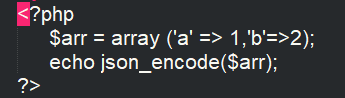 <?php
$arr = array ('a' => 1,'b'=>2);
echo json_encode($arr);
?>